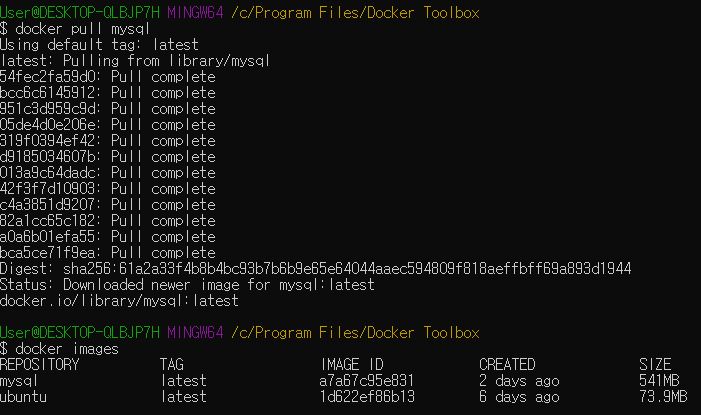 User@DESKTOP-QLBJP7H MINGW64 /c/Program Files/Docker Toolbox
$ docker pull mysql
Using default tag: latest
latest: Pulling from library/mysql
54fec2fa59d0: Pull complete
bcc6c6145912: Pull complete
951c3d959c9d: Pull complete
05de4d0e206e: Pull complete
319f0394ef42: Pull complete
d9185034607b: Pull complete
013a9c64dadc: Pull complete
42f3f7d10903: Pull complete
c4a3851d9207: Pull complete
82a1cc65c182: Pull complete
a0a6b01efa55: Pull complete
bca5ce71f9ea: Pull complete
Digest: sha256:61a2a33f4b8b4bc93b7b6b9e65e64044aaec594809f818aeffbff69a893d1944
Status: Downloaded newer image for mysql:latest
docker.io/library/mysql:latest
User@DESKTOP-QLBJP7H MINGW64 /c/Program Files/Docker Toolbox
$ docker images
REPOSITORY TAG IMAGE ID CREATED SIZE
mysql latest a7a67c95e831 2 days ago 541MB
ubuntu latest 1d622ef86b13 6 days ago 73.9MB